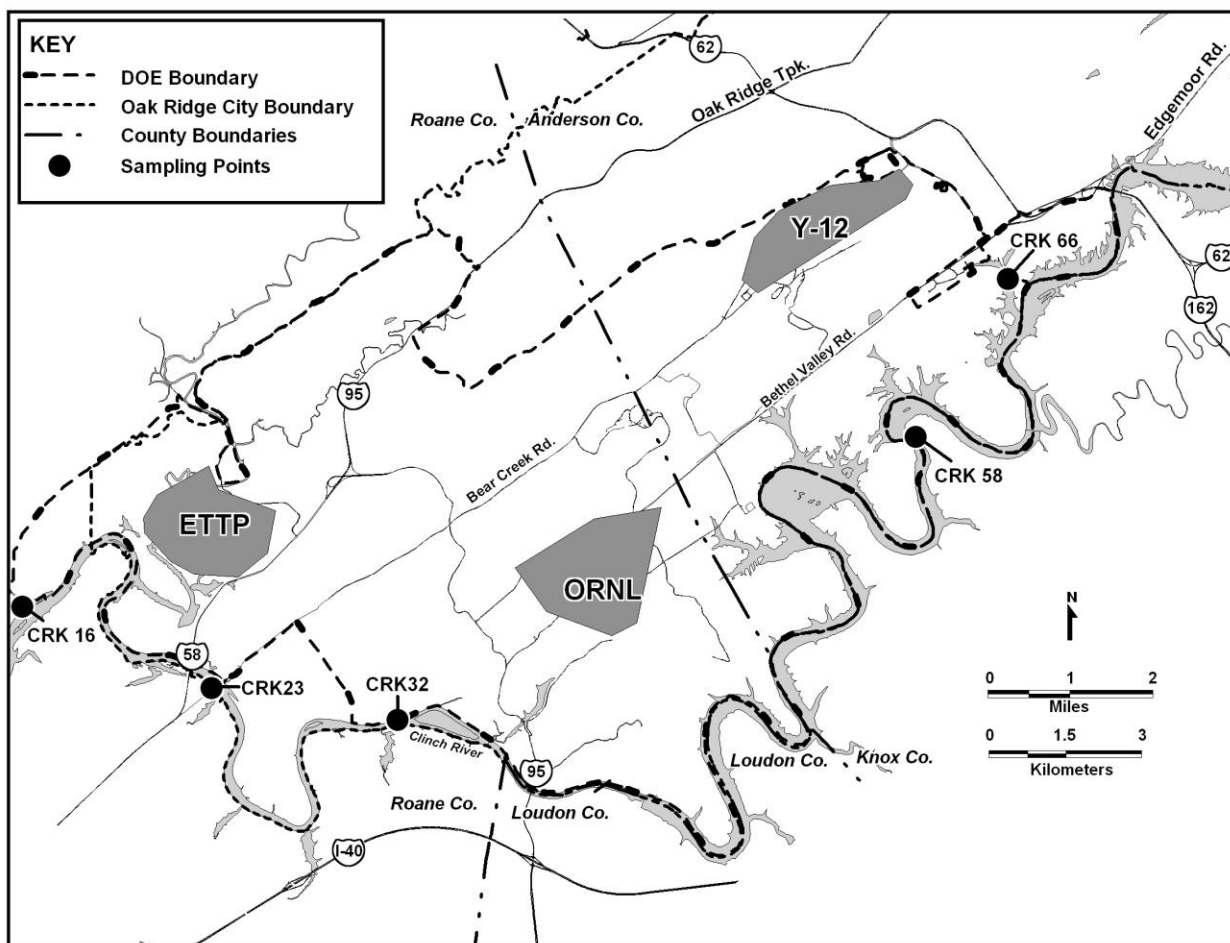 KEY
DOE Boundary
Oak Ridge City Boundary
County Boundaries
Sampling Points
62
Oak Ridge Tpk.
Edgemoor Rd.
Roane Co.
Anderson Co.
Y-12
CRK 66
62
162
95
Bethel Valley Rd.
Bear Creek Rd.
CRK 58
ETTP
ORNL
N
CRK 16
58
CRK23
CRK32
Clinch River
0 1 2
Miles
0 1.5 3
Kilometers
95
Loudon Co.
Knox Co.
Roane Co.
Loudon Co.
I-40